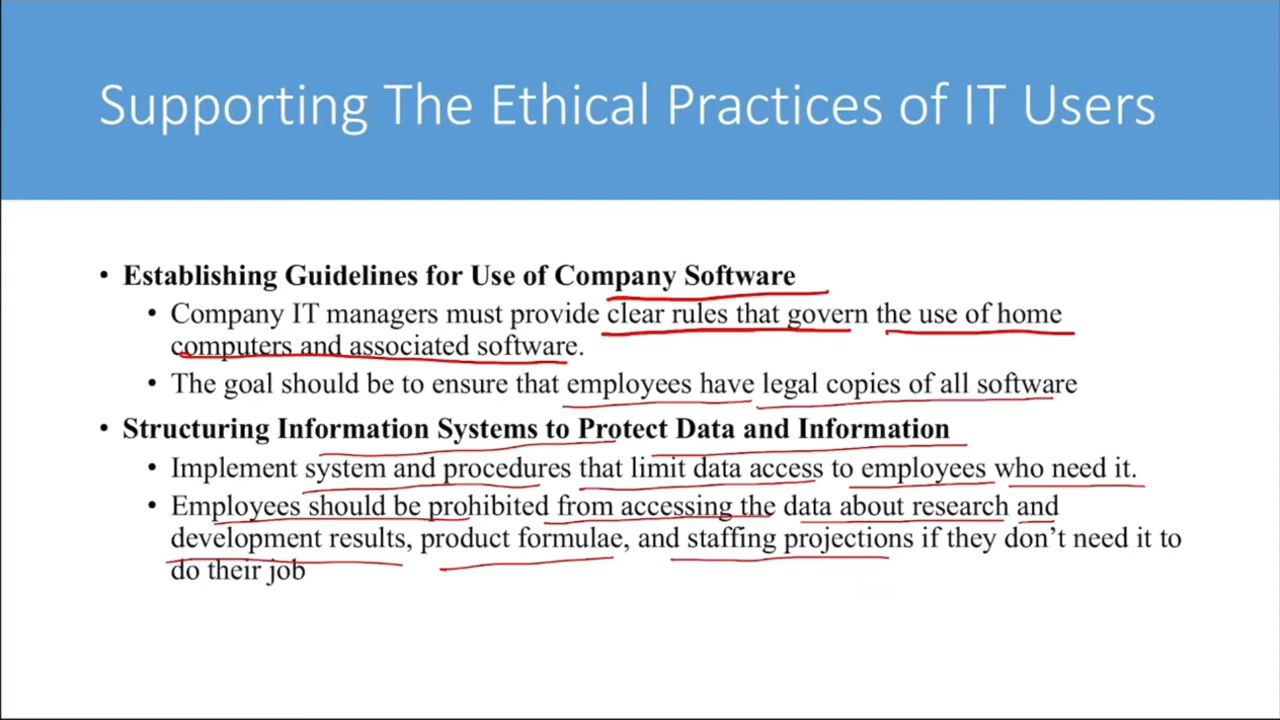 Supporting The Ethical Practices of IT Users
• Establishing Guidelines for Use of Company Software
• Company IT managers must provide clear rules that govern the use of home
computers and associated software.
• The goal should be to ensure that employees have legal copies of all software
• Structuring Information Systems to Protect Data and Information
• Implement system and procedures that limit data access to employees who need it.
• Employees should be prohibited from accessing the data about research and
development results, product formulae, and staffing projections if they don’t need it to
do their job